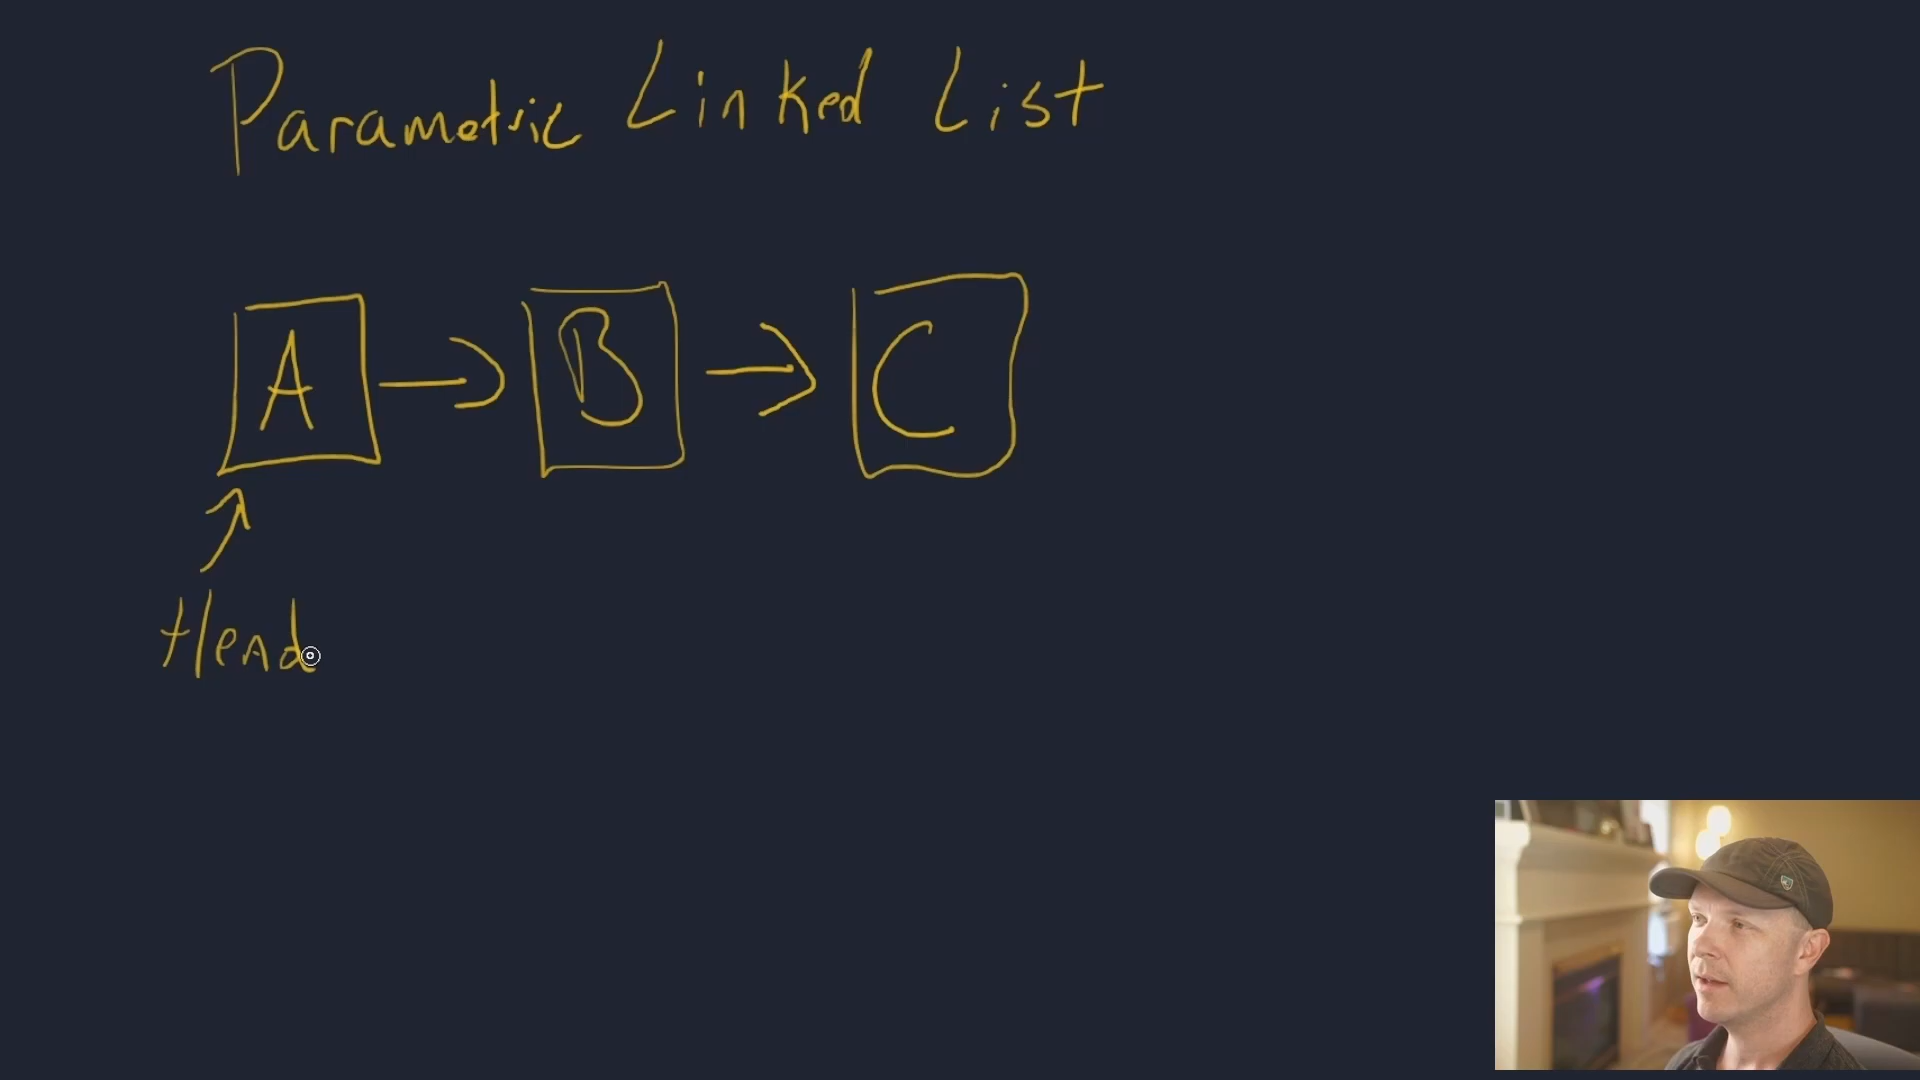 Parametric Linked List
A → B → C
Head